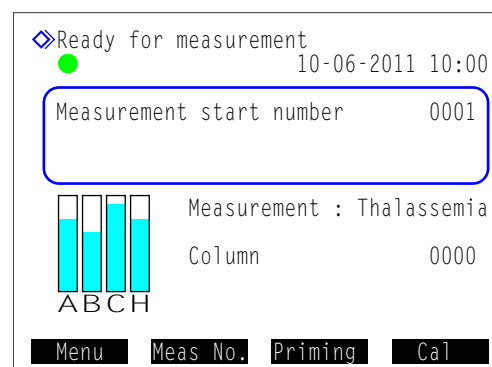 Ready for measurement
10-06-2011 10:00
Measurement start number 0001
Measurement : Thalassemia
Column 0000
ABCH
Menu Meas No. Priming Cal